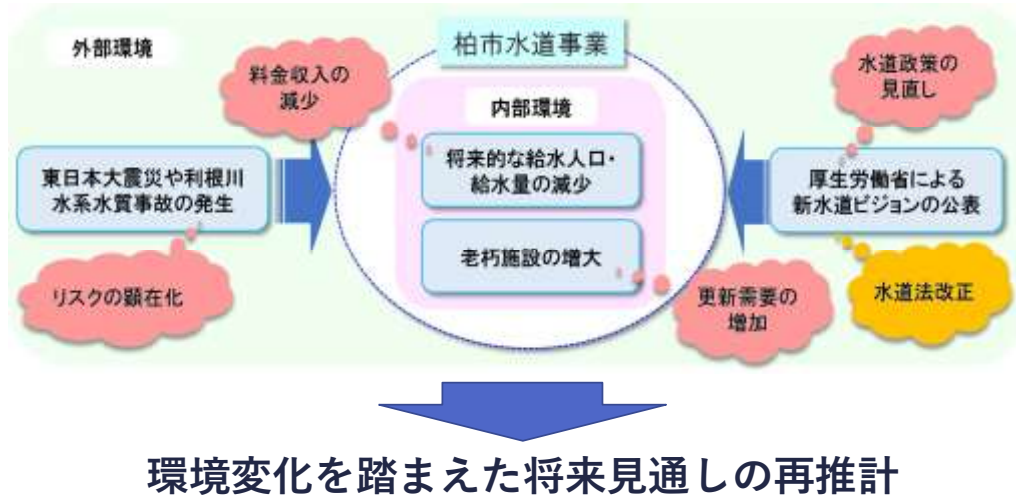 外部環境
柏市水道事業
料金収入の
減少
水道政策の
見直し
内部環境
東日本大震災や利根川
水系水質事故の発生
将来的な給水人口・
給水量の減少
厚生労働省による
新水道ビジョンの公表
老朽施設の増大
リスクの顕在化
更新需要の
増加
水道法改正
環境変化を踏まえた将来見通しの再推計